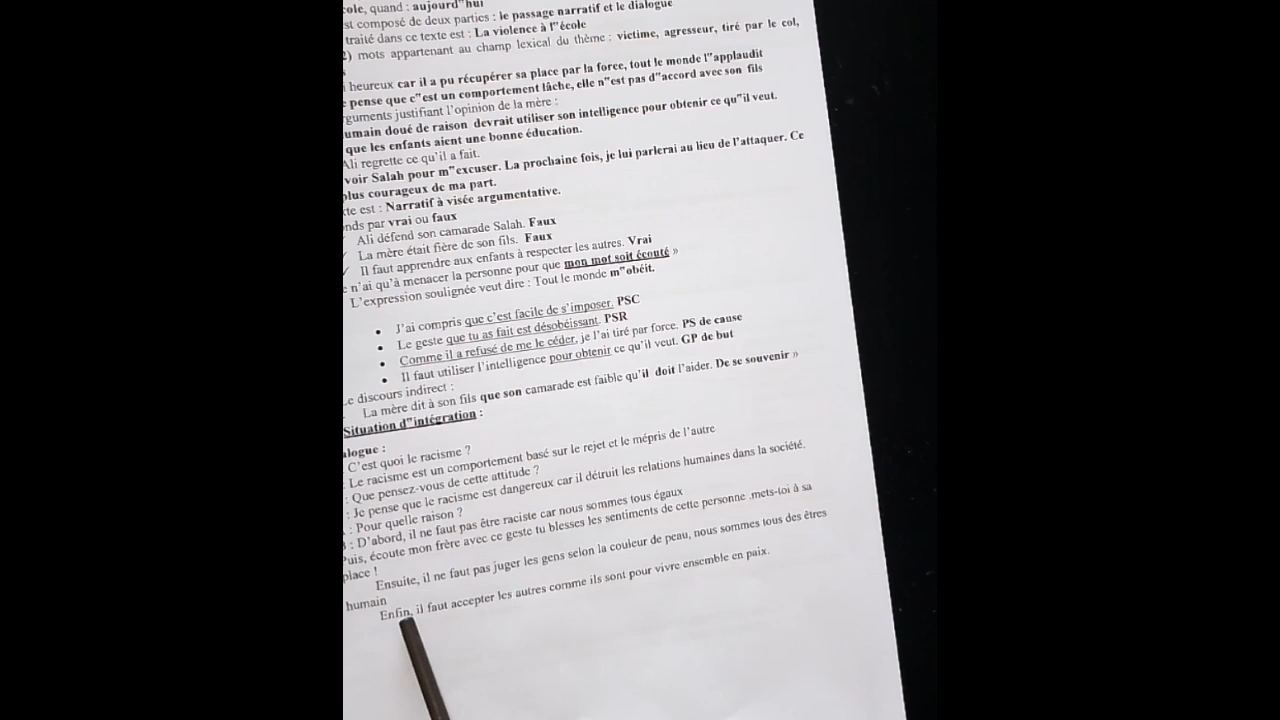 cole, quand : aujourd"hui
st composé de deux parties : le passage narratif et le dialogue
traité dans ce texte est : La violence à l"école
2) mots appartenant au champ lexical du thème : victime, agresseur, tiré par le col,
s
i heureux car il a pu récupérer sa place par la force, tout le monde l"applaudit
e pense que c"est un comportement lâche, elle n"est pas d"accord avec son fils
rguments justifiant l'opinion de la mère :
umain doué de raison devrait utiliser son intelligence pour obtenir ce qu"il veut.
que les enfants aient une bonne éducation.
Ali regrette ce qu'il a fait.
voir Salah pour m"excuser. La prochaine fois, je lui parlerai au lieu de l'attaquer. Ce
plus courageux de ma part.
xte est : Narratif à visée argumentative.
nds par vrai ou faux
✓ Ali défend son camarade Salah. Faux
✓ La mère était fière de son fils. Faux
✓ Il faut apprendre aux enfants à respecter les autres. Vrai
e n'ai qu'à menacer la personne pour que mon mot soit écouté »
L'expression soulignée veut dire : Tout le monde m"obéit.
• J'ai compris que c'est facile de s'imposer. PSC
• Le geste que tu as fait est désobéissant. PSR
• Comme il a refusé de me le céder, je l'ai tiré par force. PS de cause
• Il faut utiliser l'intelligence pour obtenir ce qu'il veut. GP de but
Le discours indirect :
La mère dit à son fils que son camarade est faible qu'il doit l'aider. De se souvenir »
Situation d"intégration :
alogue :
: C'est quoi le racisme ?
: Le racisme est un comportement basé sur le rejet et le mépris de l'autre
: Que pensez-vous de cette attitude ?
: Je pense que le racisme est dangereux car il détruit les relations humaines dans la société.
: Pour quelle raison ?
B : D'abord, il ne faut pas être raciste car nous sommes tous égaux
Puis, écoute mon frère avec ce geste tu blesses les sentiments de cette personne .mets-toi à sa
place !
Ensuite, il ne faut pas juger les gens selon la couleur de peau, nous sommes tous des êtres
humain
Enfin, il faut accepter les autres comme ils sont pour vivre ensemble en paix.